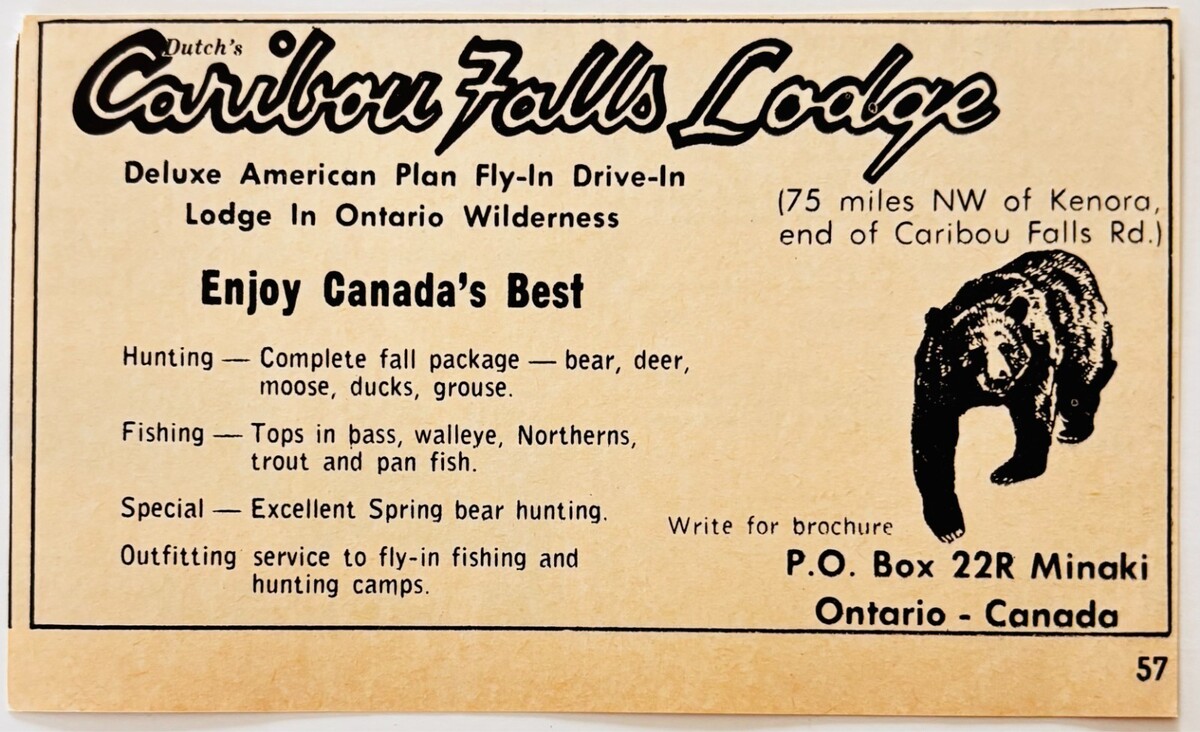 Dutch's
Caribou Falls Lodge
Deluxe American Plan Fly-In Drive-In
Lodge In Ontario Wilderness
(75 miles NW of Kenora,
end of Caribou Falls Rd.)
Enjoy Canada's Best
Hunting — Complete fall package — bear, deer,
moose, ducks, grouse.
Fishing — Tops in bass, walleye, Northerns,
trout and pan fish.
Special — Excellent Spring bear hunting.
Outfitting service to fly-in fishing and
hunting camps.
Write for brochure
P.O. Box 22R Minaki
Ontario - Canada
57